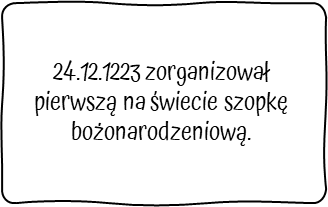 24.12.1223 zorganizował
pierwszą na świecie szopkę
bożonarodzeniową.